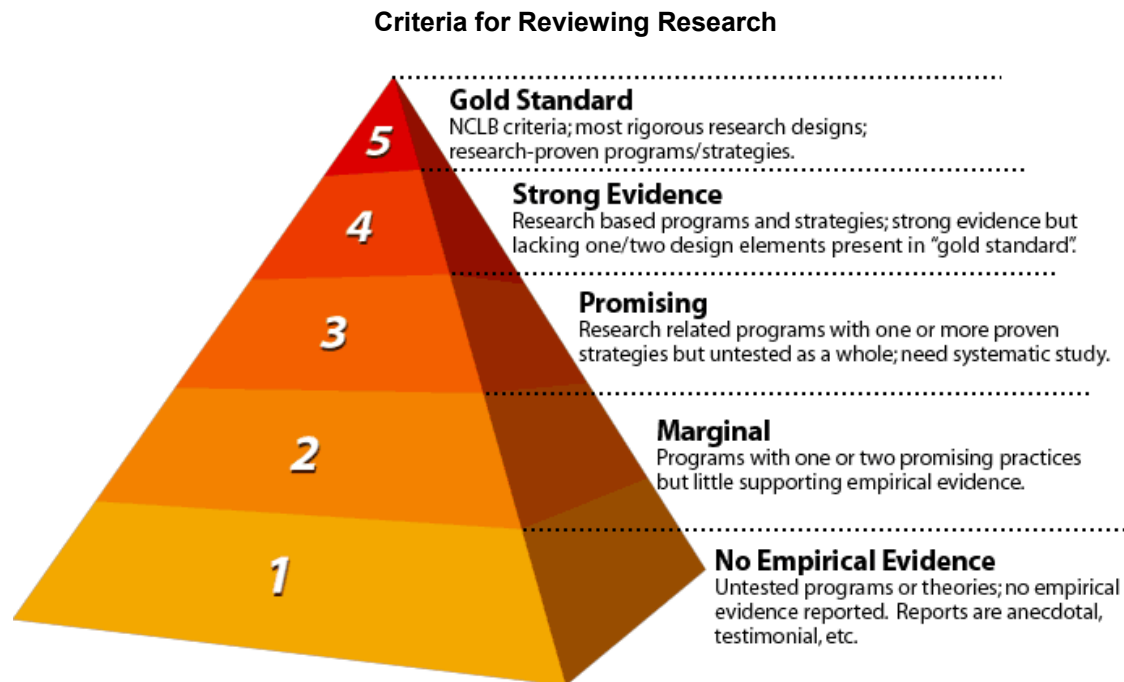 Criteria for Reviewing Research
Gold Standard
NCLB criteria; most rigorous research designs;
research-proven programs/strategies.
5
Strong Evidence
Research based programs and strategies; strong evidence but
lacking one/two design elements present in “gold standard”.
4
Promising
Research related programs with one or more proven
strategies but untested as a whole; need systematic study.
3
Marginal
Programs with one or two promising practices
but little supporting empirical evidence.
2
No Empirical Evidence
Untested programs or theories; no empirical
evidence reported. Reports are anecdotal,
testimonial, etc.
1